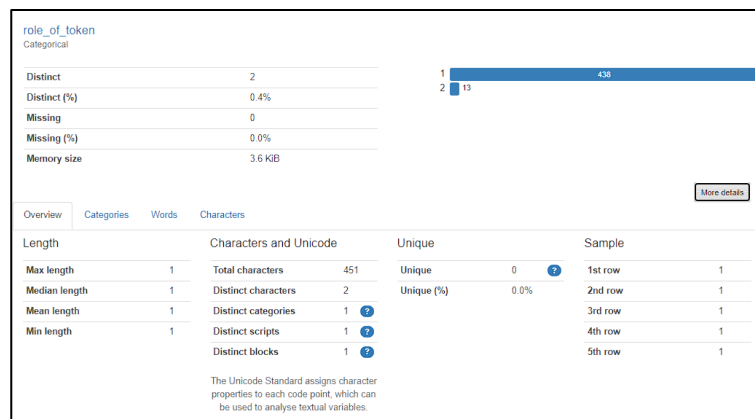 role_of_token
Categorical
Distinct 2
Distinct (%) 0.4%
Missing 0
Missing (%) 0.0%
Memory size 3.6 KiB
1 438
2 13
More details
Overview Categories Words Characters
Length
Max length 1
Median length 1
Mean length 1
Min length 1
Characters and Unicode
Total characters 451
Distinct characters 2
Distinct categories 1 ?
Distinct scripts 1 ?
Distinct blocks 1 ?
The Unicode Standard assigns character
properties to each code point, which can
be used to analyse textual variables.
Unique
Unique 0 ?
Unique (%) 0.0%
Sample
1st row 1
2nd row 1
3rd row 1
4th row 1
5th row 1